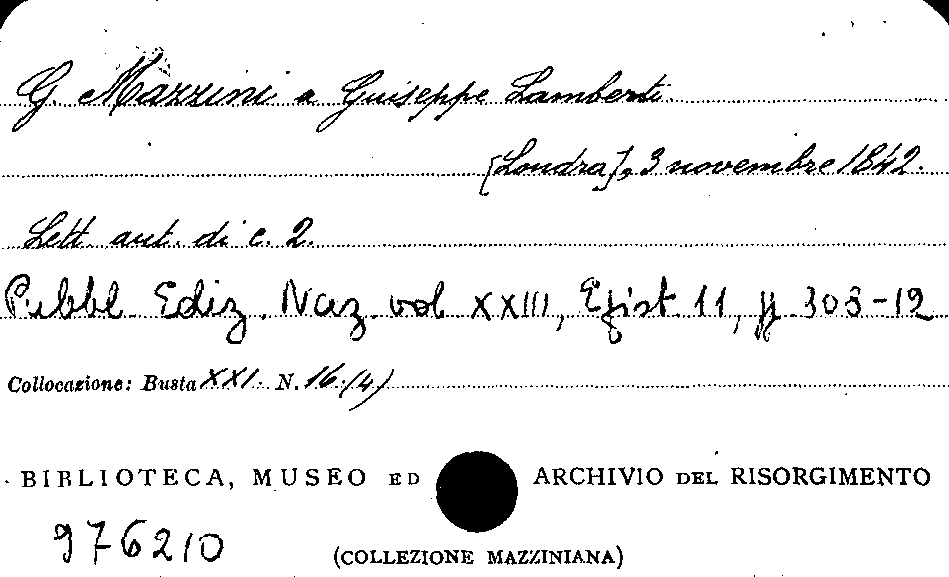 G. Mazzini a Guiseppe Lamberti
[Londra], 3 novembre 1842.
Lett. aut. di c. 2.
Pubbl. Ediz. Naz. vol XXIII, Epist. 11, pp 303-12
Collocazione: Busta XXI. N. 16.(4)
BIBLIOTECA, MUSEO ED ARCHIVIO DEL RISORGIMENTO
976210
(COLLEZIONE MAZZINIANA)